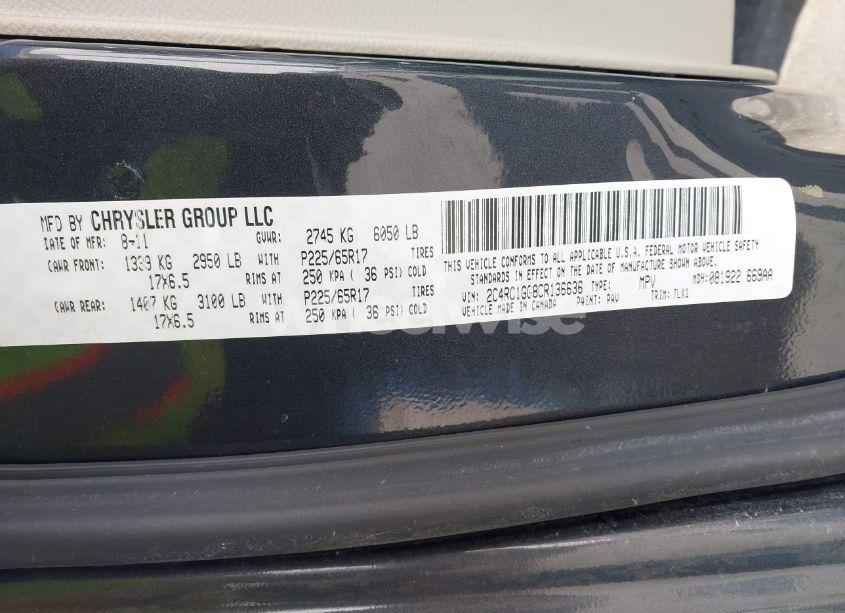 MFD BY CHRYSLER GROUP LLC
DATE OF MFR: 8-11 GVWR: 2745 KG 6050 LB
GAWR FRONT: 1339 KG 2950 LB WITH P225/65R17 TIRES
17X6.5 RIMS AT 250 KPA ( 36 PSI) COLD
GAWR REAR: 1407 KG 3100 LB WITH P225/65R17 TIRES
17X6.5 RIMS AT 250 KPA ( 36 PSI) COLD
THIS VEHICLE CONFORMS TO ALL APPLICABLE U.S.A. FEDERAL MOTOR VEHICLE SAFETY
STANDARDS IN EFFECT ON THE DATE OF MANUFACTURE SHOWN ABOVE
VIN: 2C4RC1GG8CR136636 TYPE: MPV MDH: 081922 669AA
VEHICLE MADE IN CANADA PAINT: PAV TRIM: TLX1